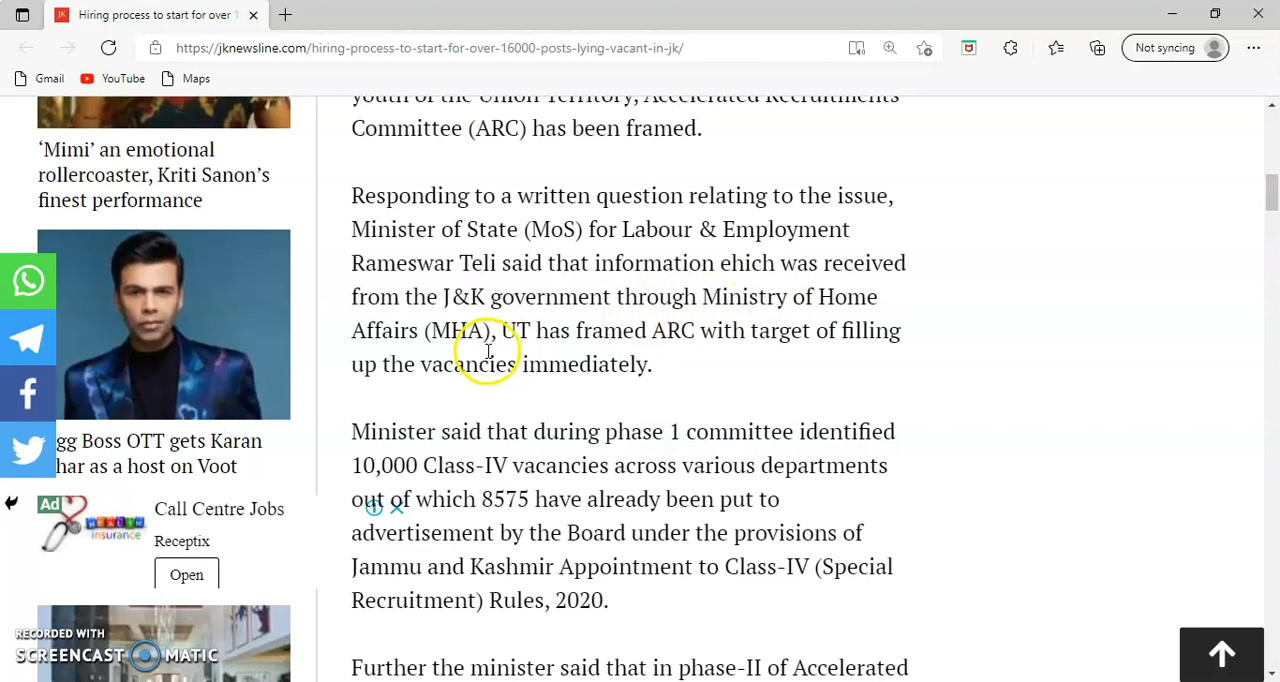 Hiring process to start for over 1
https://jknewsline.com/hiring-process-to-start-for-over-16000-posts-lying-vacant-in-jk/
Not syncing
Gmail
YouTube
Maps
‘Mimi’ an emotional
rollercoaster, Kriti Sanon’s
finest performance
gg Boss OTT gets Karan
har as a host on Voot
Ad
HEALTH
insurance
Call Centre Jobs
Receptix
Open
RECORDED WITH
SCREENCAST MATIC
youth of the Union Territory, Accelerated Recruitments
Committee (ARC) has been framed.
Responding to a written question relating to the issue,
Minister of State (MoS) for Labour & Employment
Rameswar Teli said that information ehich was received
from the J&K government through Ministry of Home
Affairs (MHA), UT has framed ARC with target of filling
up the vacancies immediately.
Minister said that during phase 1 committee identified
10,000 Class-IV vacancies across various departments
out of which 8575 have already been put to
advertisement by the Board under the provisions of
Jammu and Kashmir Appointment to Class-IV (Special
Recruitment) Rules, 2020.
Further the minister said that in phase-II of Accelerated